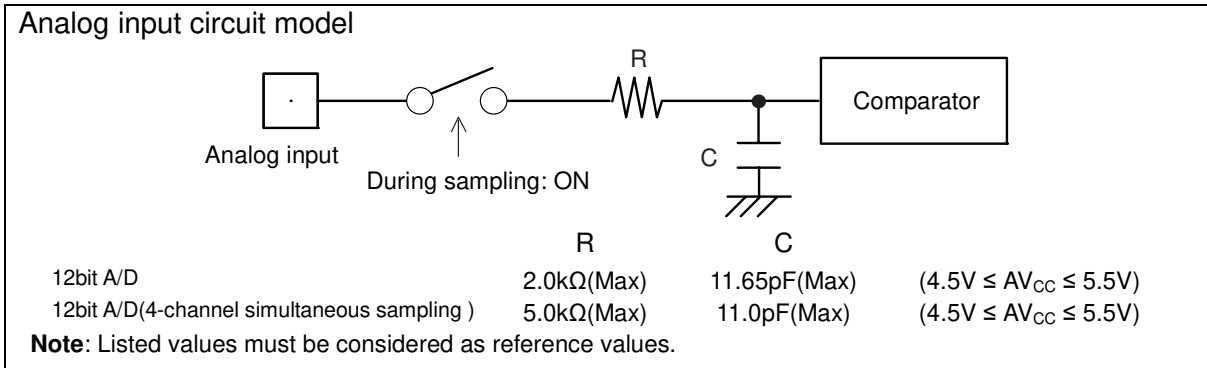 Analog input circuit model
R
Comparator
Analog input
C
During sampling: ON
R C
12bit A/D 2.0kΩ(Max) 11.65pF(Max) (4.5V ≤ AVCC ≤ 5.5V)
12bit A/D(4-channel simultaneous sampling ) 5.0kΩ(Max) 11.0pF(Max) (4.5V ≤ AVCC ≤ 5.5V)
Note: Listed values must be considered as reference values.